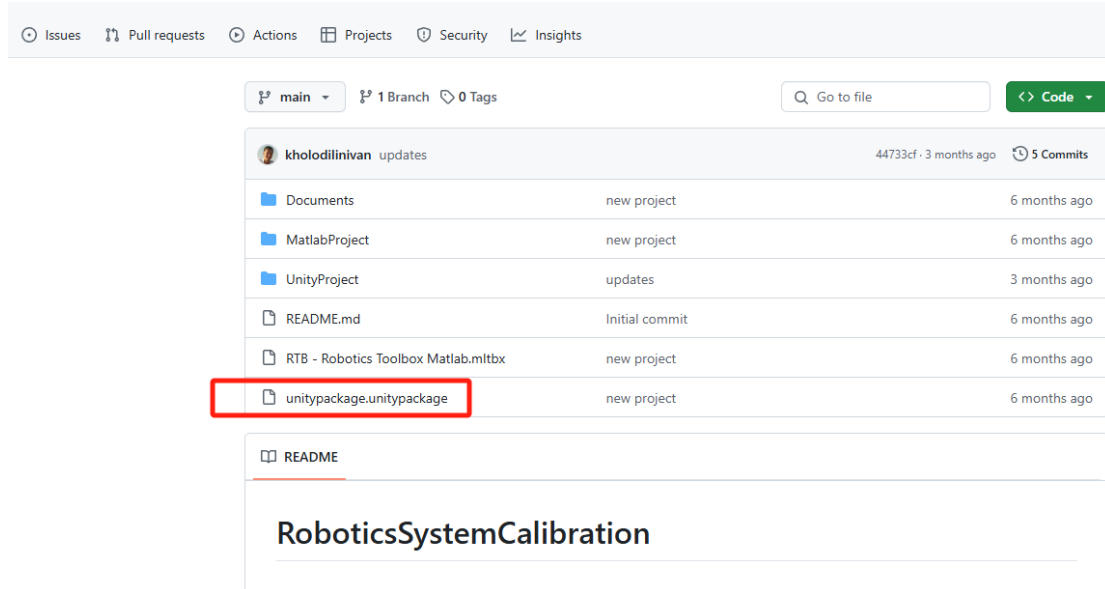 Issues Pull requests Actions Projects Security Insights
main 1 Branch 0 Tags Go to file Code
kholodilinivan updates 44733cf · 3 months ago 5 Commits
Documents new project 6 months ago
MatlabProject new project 6 months ago
UnityProject updates 3 months ago
README.md Initial commit 6 months ago
RTB - Robotics Toolbox Matlab.mltbx new project 6 months ago
unitypackage.unitypackage new project 6 months ago
README
RoboticsSystemCalibration